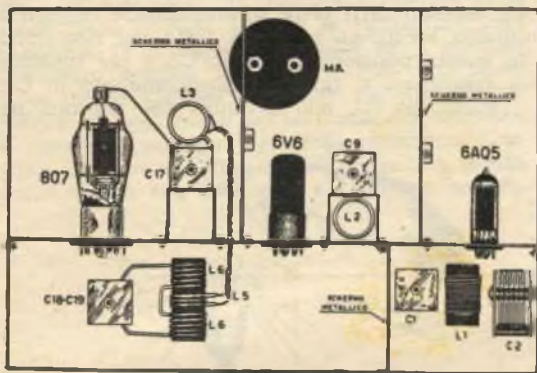 SCHERMO METALLICO
M.A.
SCHERMO METALLICO
L3
807
C17
6V6
C9
L2
6AQ5
C18-C19
L6
L5
L6
SCHERMO
METALLICO
C1
L1
C2